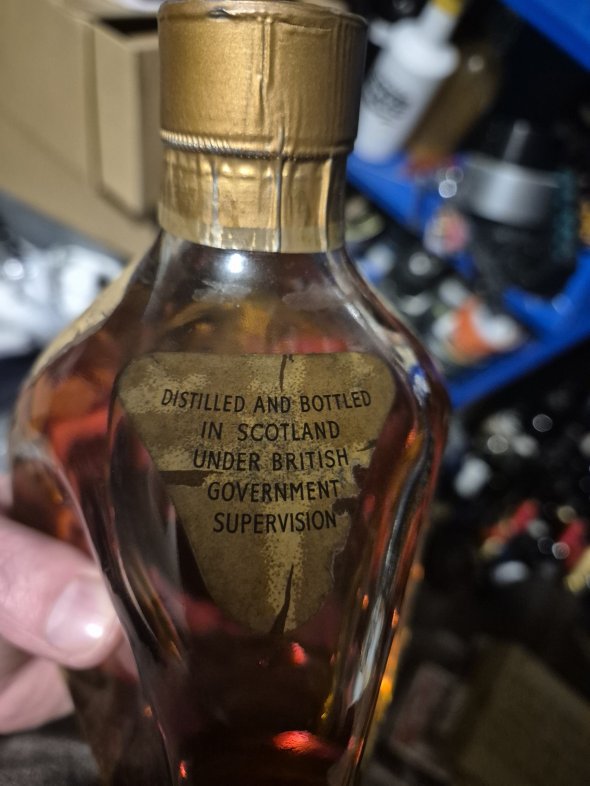 DISTILLED AND BOTTLED
IN SCOTLAND
UNDER BRITISH
GOVERNMENT
SUPERVISION